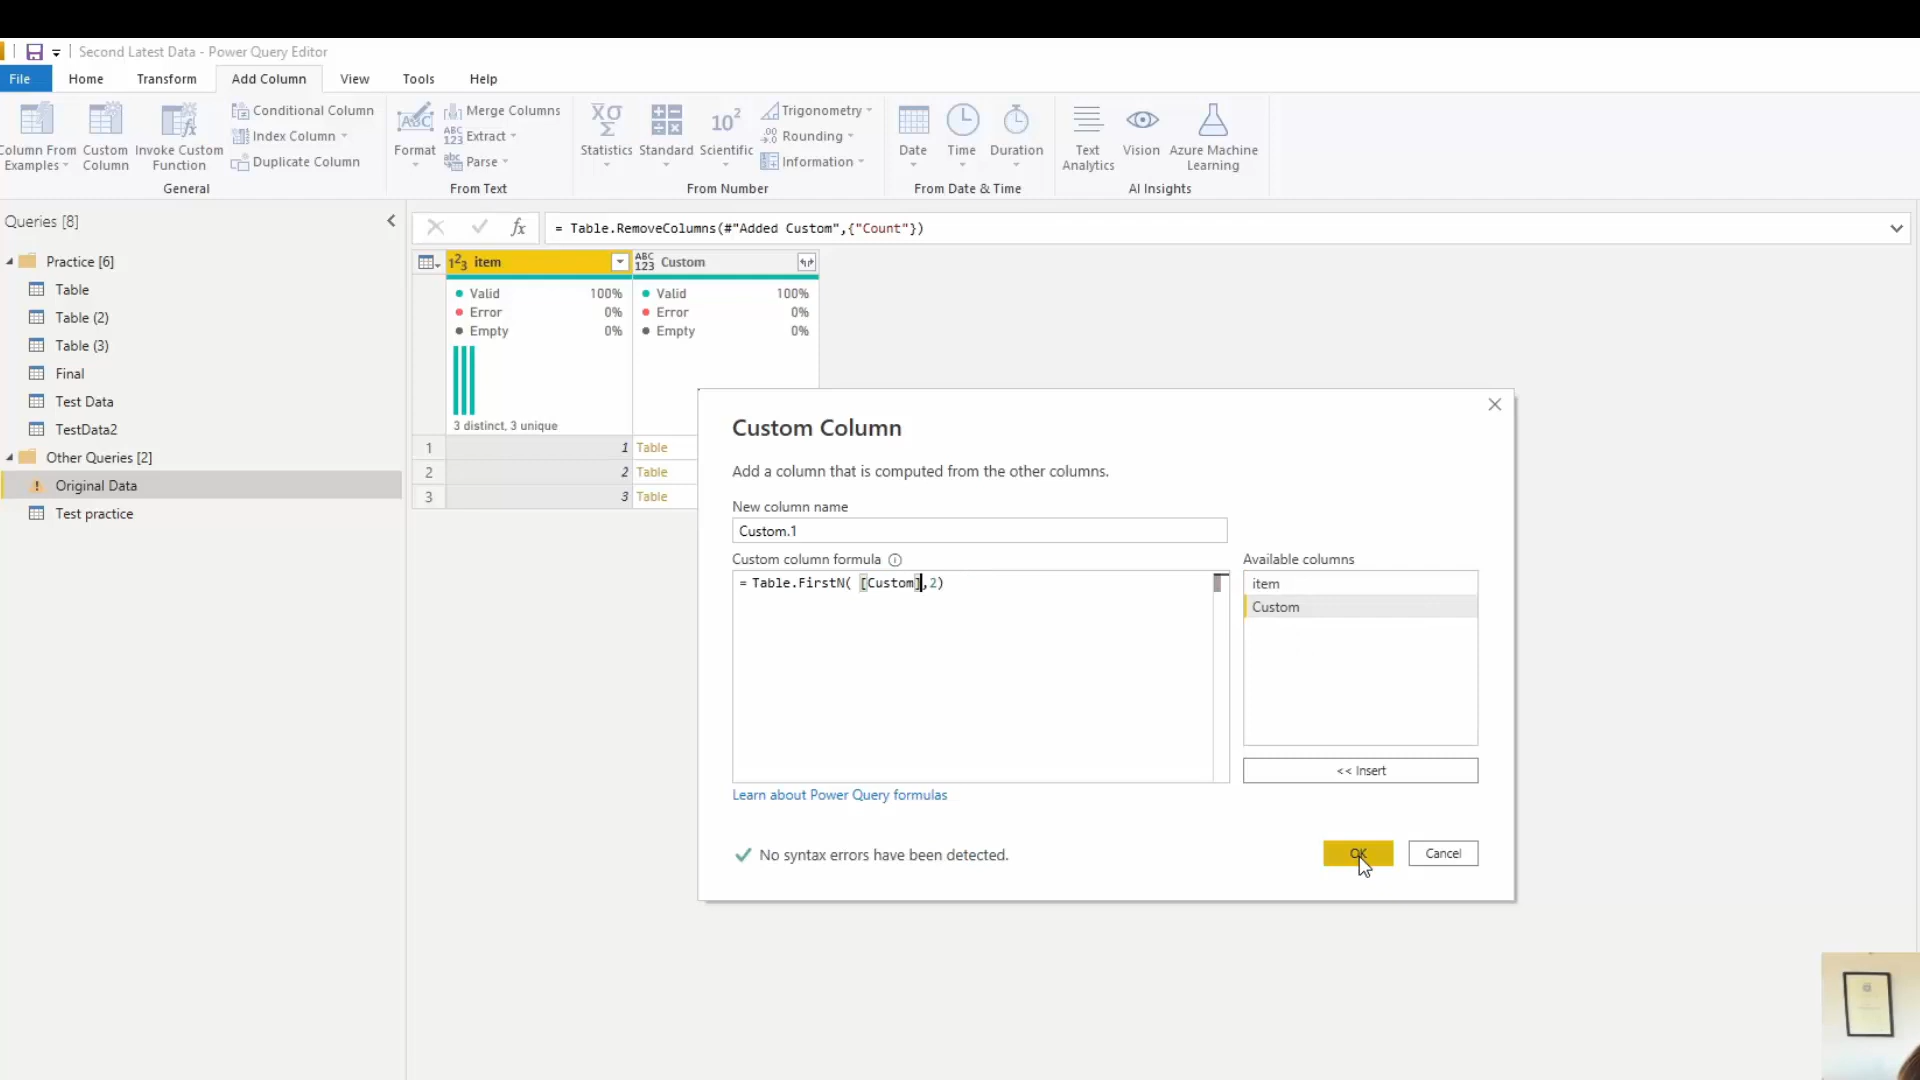 Second Latest Data - Power Query Editor
File Home Transform Add Column View Tools Help
Column From Examples
Custom Column
Invoke Custom Function
Conditional Column
Index Column
Duplicate Column
General
Format
Merge Columns
Extract
Parse
From Text
Statistics
Standard
Scientific
Trigonometry
Rounding
Information
From Number
Date
Time
Duration
From Date & Time
Text Analytics
Vision
Azure Machine Learning
AI Insights
Queries [8]
Practice [6]
Table
Table (2)
Table (3)
Final
Test Data
TestData2
Other Queries [2]
Original Data
Test practice
fx = Table.RemoveColumns(#"Added Custom",{"Count"})
123 item ABC 123 Custom
Valid 100% Valid 100%
Error 0% Error 0%
Empty 0% Empty 0%
3 distinct, 3 unique
1 1 Table
2 2 Table
3 3 Table
Custom Column
Add a column that is computed from the other columns.
New column name
Custom.1
Custom column formula
= Table.FirstN( [Custom],2)
Available columns
item
Custom
<< Insert
Learn about Power Query formulas
No syntax errors have been detected.
OK Cancel